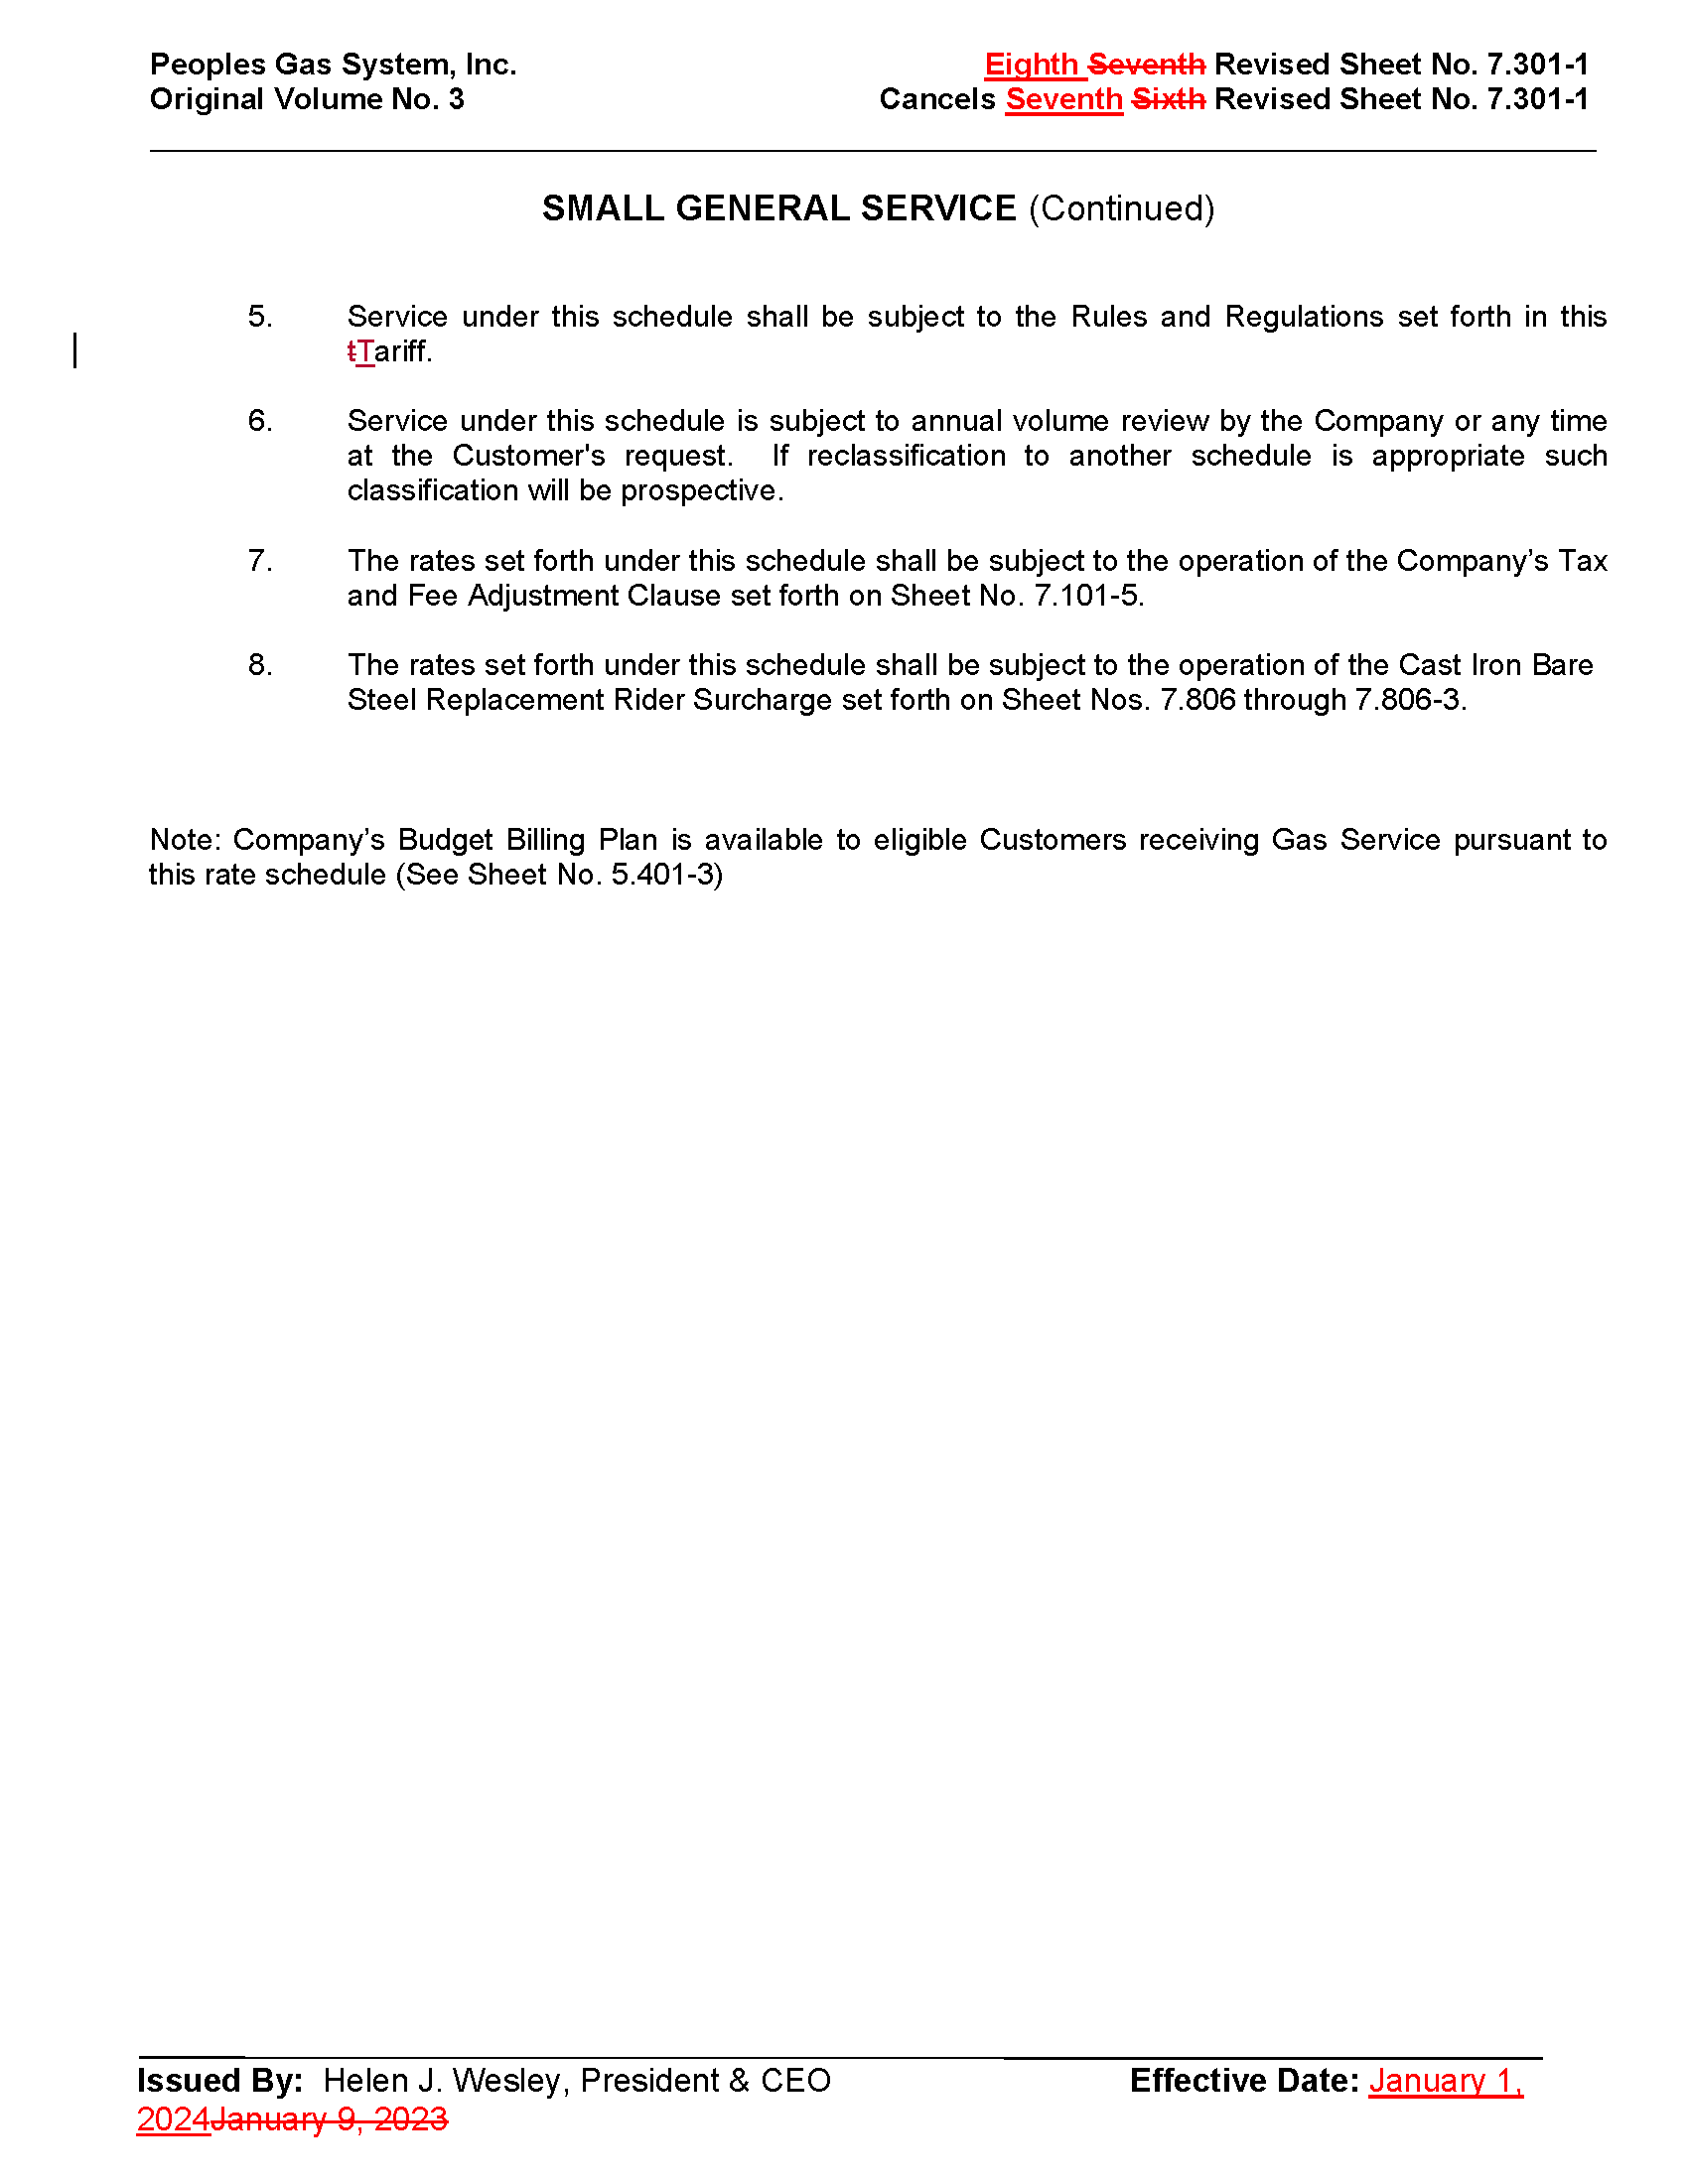 Peoples Gas System, Inc. Eighth Seventh Revised Sheet No. 7.301-1
Original Volume No. 3 Cancels Seventh Sixth Revised Sheet No. 7.301-1
SMALL GENERAL SERVICE (Continued)
5. Service under this schedule shall be subject to the Rules and Regulations set forth in this
tTariff.
6. Service under this schedule is subject to annual volume review by the Company or any time
at the Customer's request. If reclassification to another schedule is appropriate such
classification will be prospective.
7. The rates set forth under this schedule shall be subject to the operation of the Company’s Tax
and Fee Adjustment Clause set forth on Sheet No. 7.101-5.
8. The rates set forth under this schedule shall be subject to the operation of the Cast Iron Bare
Steel Replacement Rider Surcharge set forth on Sheet Nos. 7.806 through 7.806-3.
Note: Company’s Budget Billing Plan is available to eligible Customers receiving Gas Service pursuant to
this rate schedule (See Sheet No. 5.401-3)
Issued By: Helen J. Wesley, President & CEO Effective Date: January 1,
2024January 9, 2023